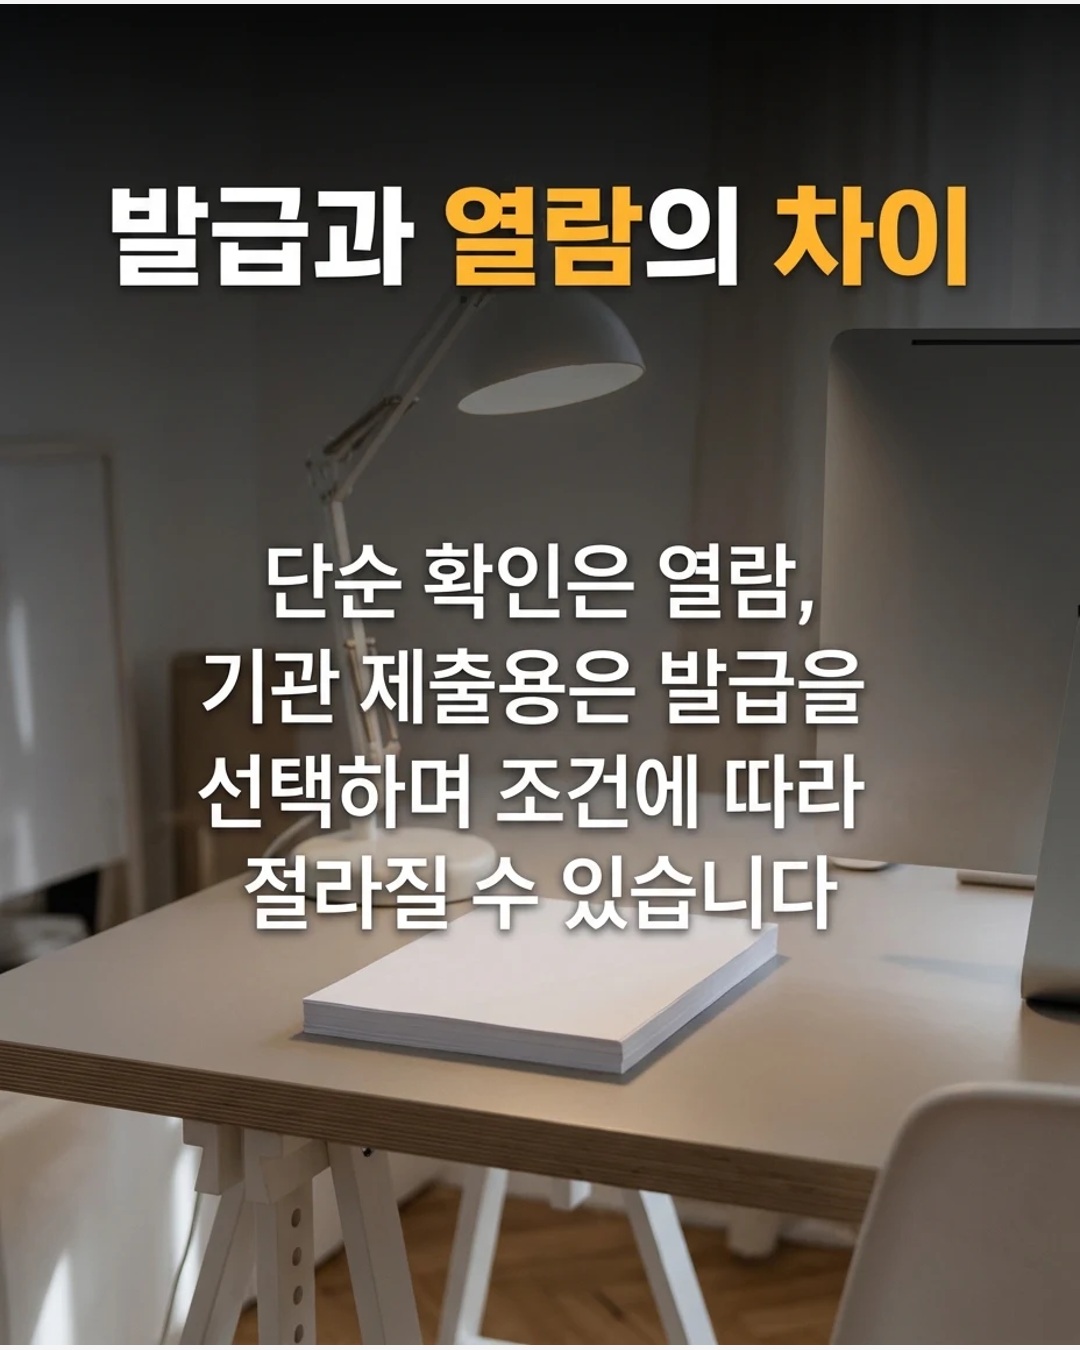 발급과 열람의 차이
단순 확인은 열람,
기관 제출용은 발급을
선택하며 조건에 따라
절라질 수 있습니다